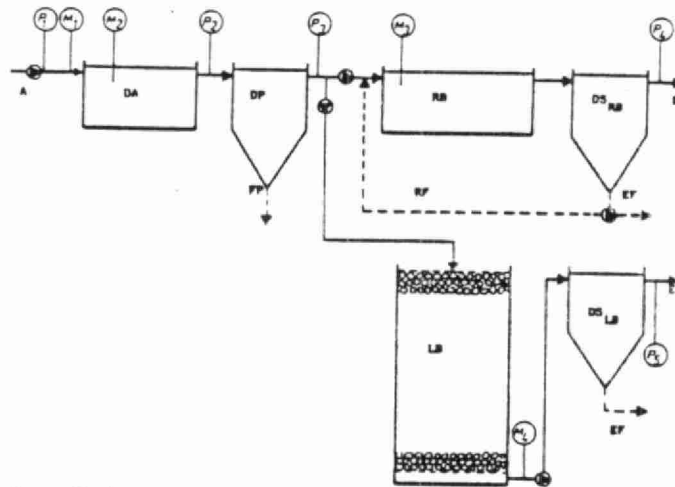 P1 M1 M2 P2 P3 M3 P4
A DA DP RB DS RB
FP RF EF
LB DS LB
P5
M4
EF